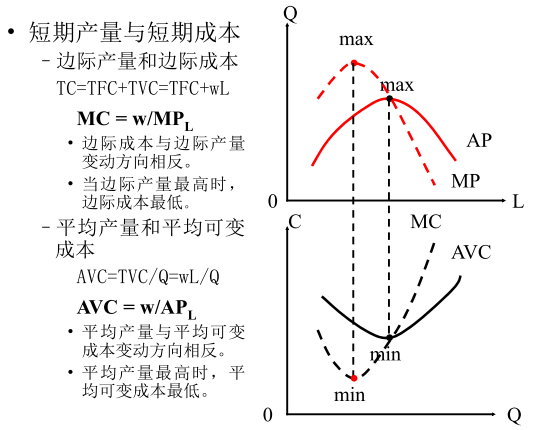 • 短期产量与短期成本
– 边际产量和边际成本
TC=TFC+TVC=TFC+wL
MC = w/MPL
• 边际成本与边际产量
变动方向相反。
• 当边际产量最高时，
边际成本最低。
– 平均产量和平均可变
成本
AVC=TVC/Q=wL/Q
AVC = w/APL
• 平均产量与平均可变
成本变动方向相反。
• 平均产量最高时，平
均可变成本最低。
Q
max
max
AP
MP
0
L
C
MC
AVC
min
min
0
Q